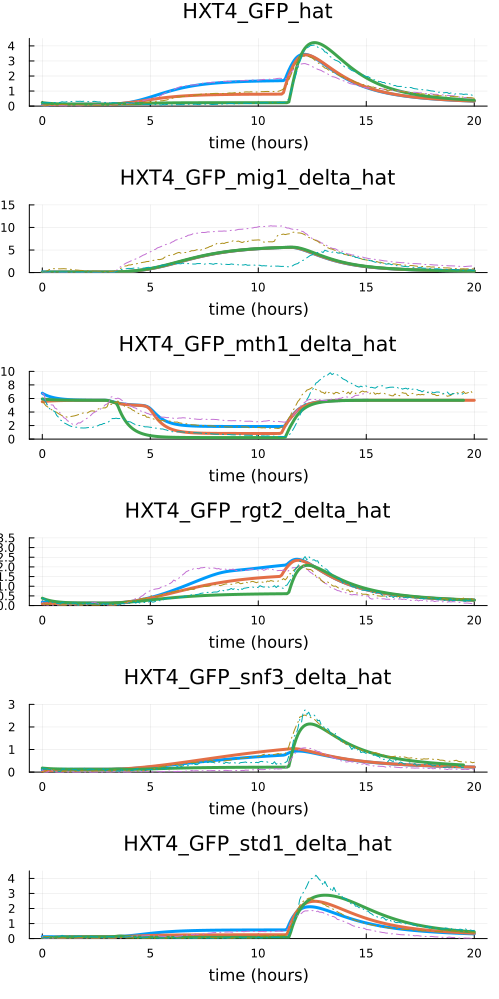 HXT4_GFP_hat
4
3
2
1
0
0 5 10 15 20
time (hours)
HXT4_GFP_mig1_delta_hat
15
10
5
0
0 5 10 15 20
time (hours)
HXT4_GFP_mth1_delta_hat
10
8
6
4
2
0
0 5 10 15 20
time (hours)
HXT4_GFP_rgt2_delta_hat
3.5
3.0
2.5
2.0
1.5
1.0
0.5
0.0
0 5 10 15 20
time (hours)
HXT4_GFP_snf3_delta_hat
3
2
1
0
0 5 10 15 20
time (hours)
HXT4_GFP_std1_delta_hat
4
3
2
1
0
0 5 10 15 20
time (hours)